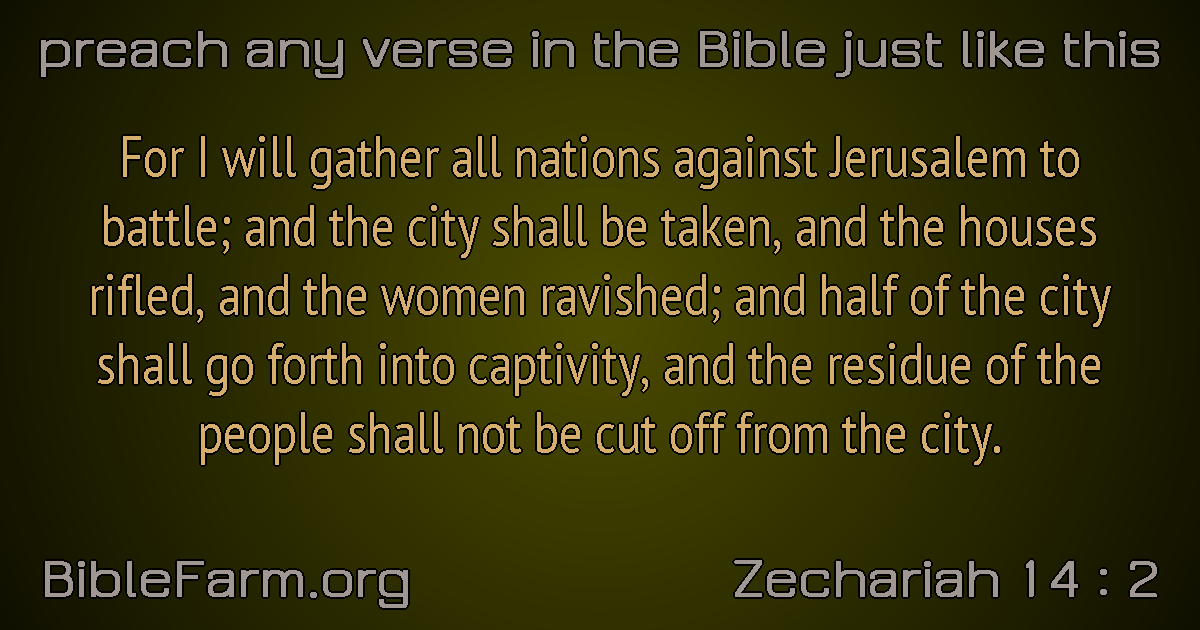 preach any verse in the Bible just like this
For I will gather all nations against Jerusalem to
battle; and the city shall be taken, and the houses
rifled, and the women ravished; and half of the city
shall go forth into captivity, and the residue of the
people shall not be cut off from the city.
BibleFarm.org
Zechariah 14 : 2